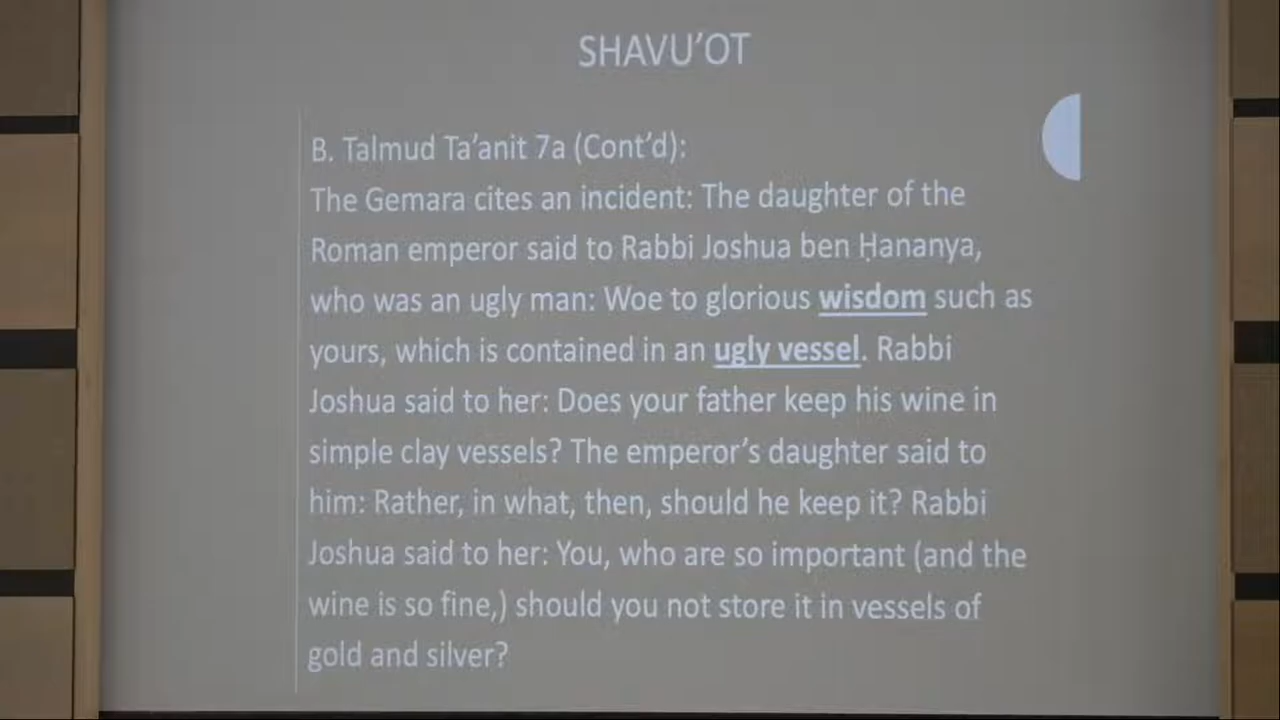 SHAVU'OT
B. Talmud Ta'anit 7a (Cont'd):
The Gemara cites an incident: The daughter of the
Roman emperor said to Rabbi Joshua ben Ḥananya,
who was an ugly man: Woe to glorious wisdom such as
yours, which is contained in an ugly vessel. Rabbi
Joshua said to her: Does your father keep his wine in
simple clay vessels? The emperor's daughter said to
him: Rather, in what, then, should he keep it? Rabbi
Joshua said to her: You, who are so important (and the
wine is so fine,) should you not store it in vessels of
gold and silver?